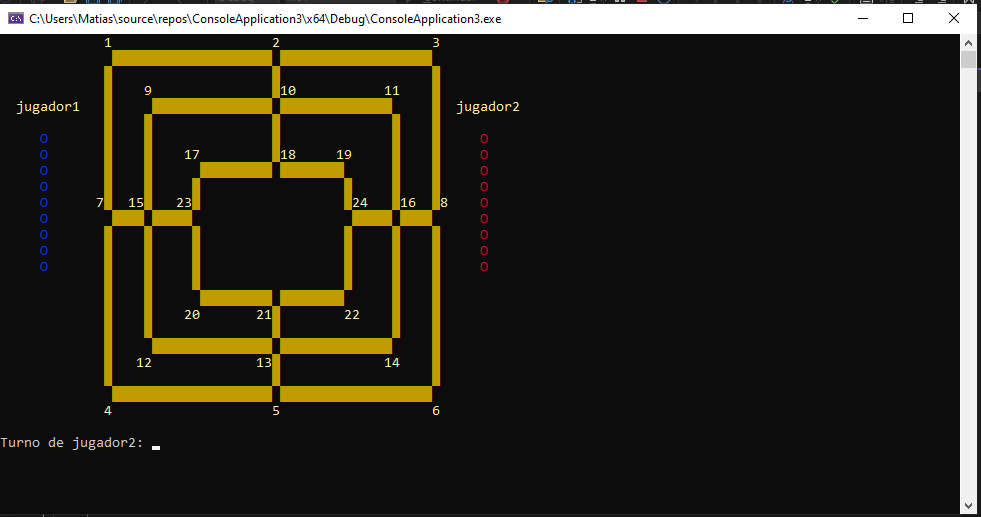 C:\Users\Matias\source\repos\ConsoleApplication3\x64\Debug\ConsoleApplication3.exe
1 2 3
9 10 11
jugador1 jugador2
O O
17 18 19
O O
O O
O O
7 15 23 24 16 8
O O
O O
O O
O O
O O
20 21 22
12 13 14
4 5 6
Turno de jugador2: